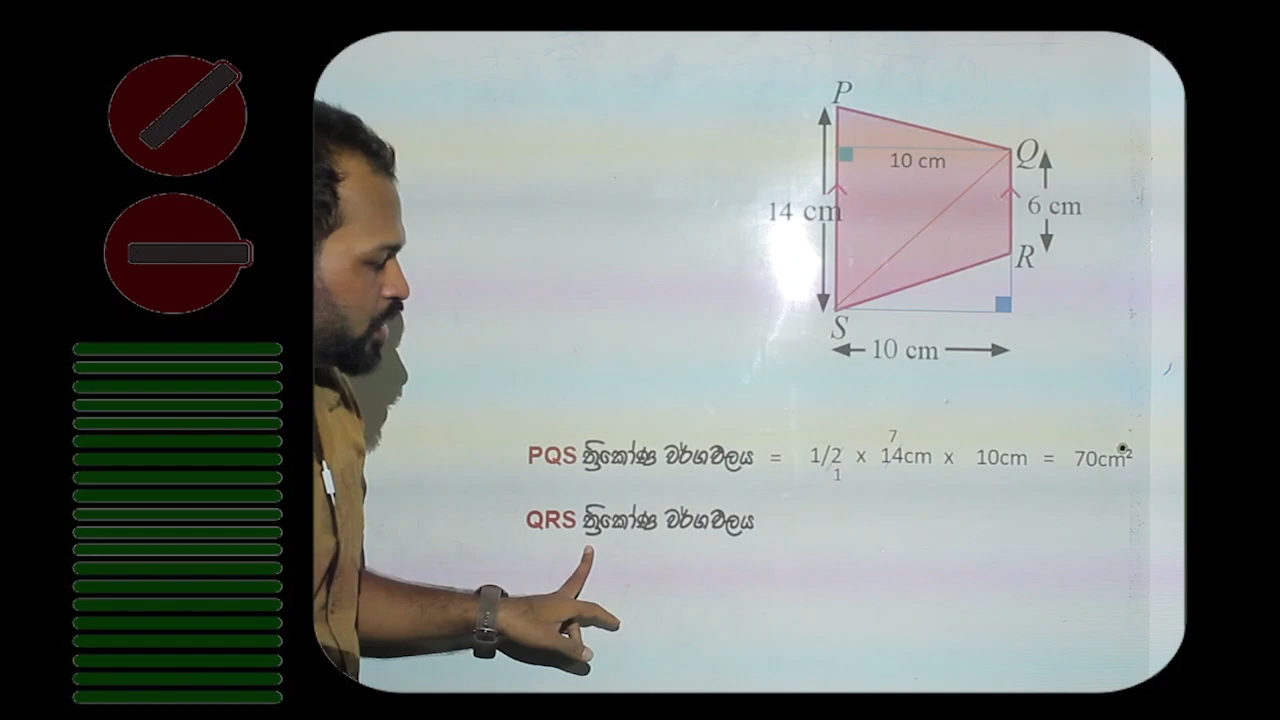 P
Q
10 cm
14 cm
6 cm
R
S
10 cm
7
PQS ත්‍රිකෝණ වර්ගඵලය = 1/2 x 14cm x 10cm = 70cm²
1
QRS ත්‍රිකෝණ වර්ගඵලය